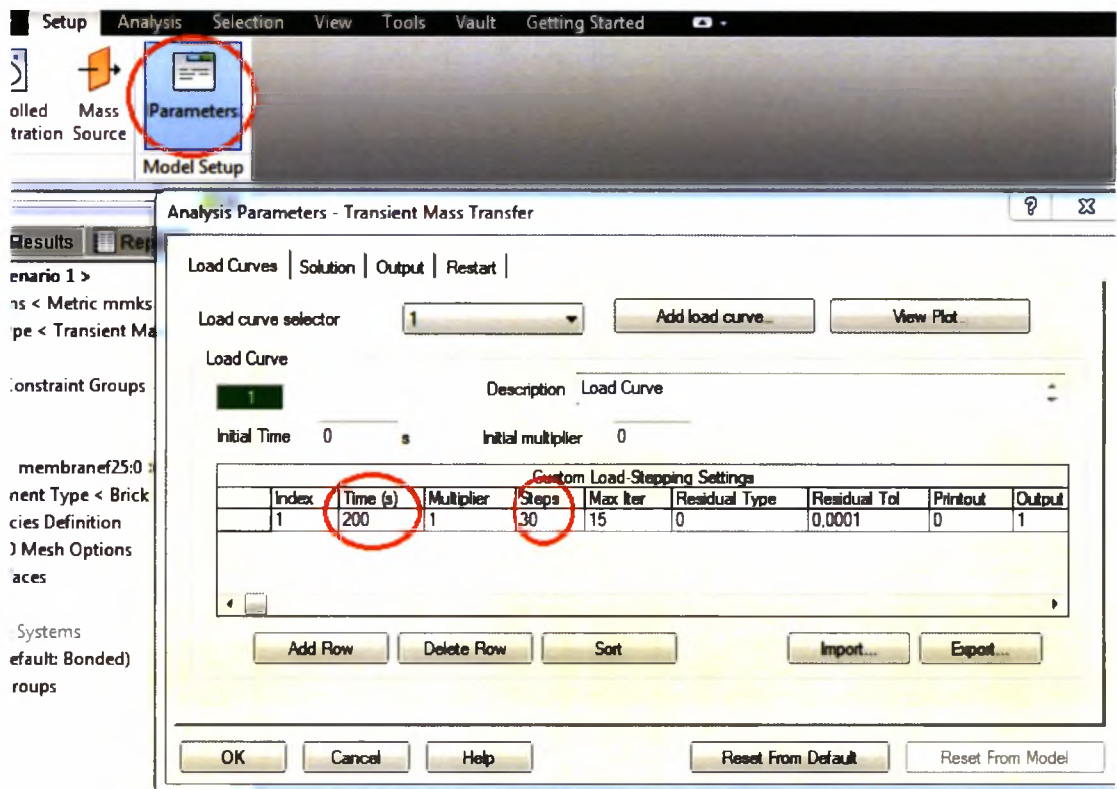 Setup Analysis Selection View Tools Vault Getting Started
olled Mass Parameters
tration Source
Model Setup
Analysis Parameters - Transient Mass Transfer
Results Rep
enario 1 >
ns < Metric mmks
pe < Transient Ma
onstraint Groups
membranef25:0
nent Type < Brick
cies Definition
0 Mesh Options
aces
Systems
efault: Bonded)
roups
Load Curves Solution Output Restart
Load curve selector 1 Add load curve... View Plot...
Load Curve
1 Description Load Curve
Initial Time 0 s Initial multiplier 0
Custom Load-Stepping Settings
Index Time (s) Multiplier Steps Max Iter Residual Type Residual Tol Printout Output
1 200 1 30 15 0 0,0001 0 1
Add Row Delete Row Sort Import... Export...
OK Cancel Help Reset From Default Reset From Model